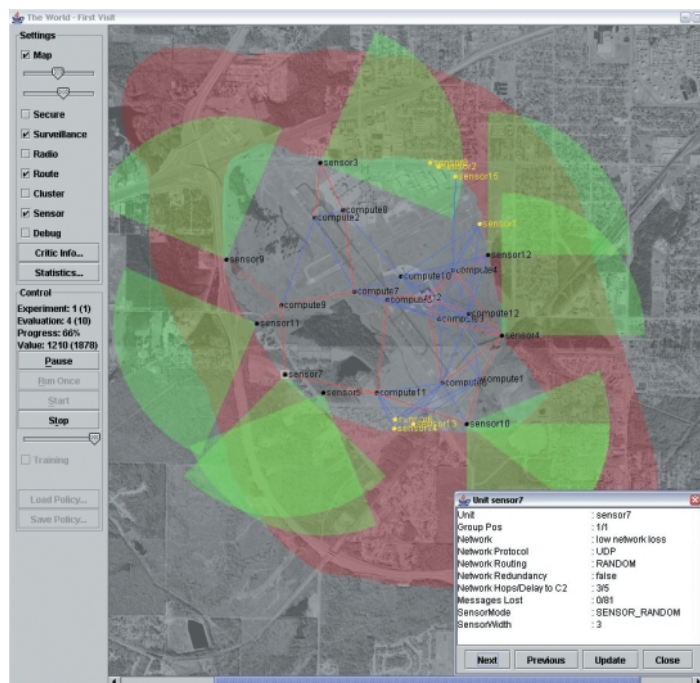 The World - First Visit
Settings
Map
Secure
Surveillance
Radio
Route
Cluster
Sensor
Debug
Critic Info...
Statistics...
Control
Experiment: 1 (1)
Evaluation: 4 (10)
Progress: 66%
Value: 1210 (1878)
Pause
Run Once
Start
Stop
Training
Load Policy...
Save Policy...
sensor3
sensor2
sensor15
compute8
compute2
sensor1
sensor9
sensor12
compute10
compute4
compute7
compute9
compute12
sensor11
sensor4
sensor7
compute1
sensor5
compute11
sensor13
sensor10
Unit sensor7
Unit : sensor7
Group Pos : 1/1
Network : low network loss
Network Protocol : UDP
Network Routing : RANDOM
Network Redundancy : false
Network Hops/Delay to C2 : 3/5
Messages Lost : 0/81
SensorMode : SENSOR_RANDOM
SensorWidth : 3
Next Previous Update Close